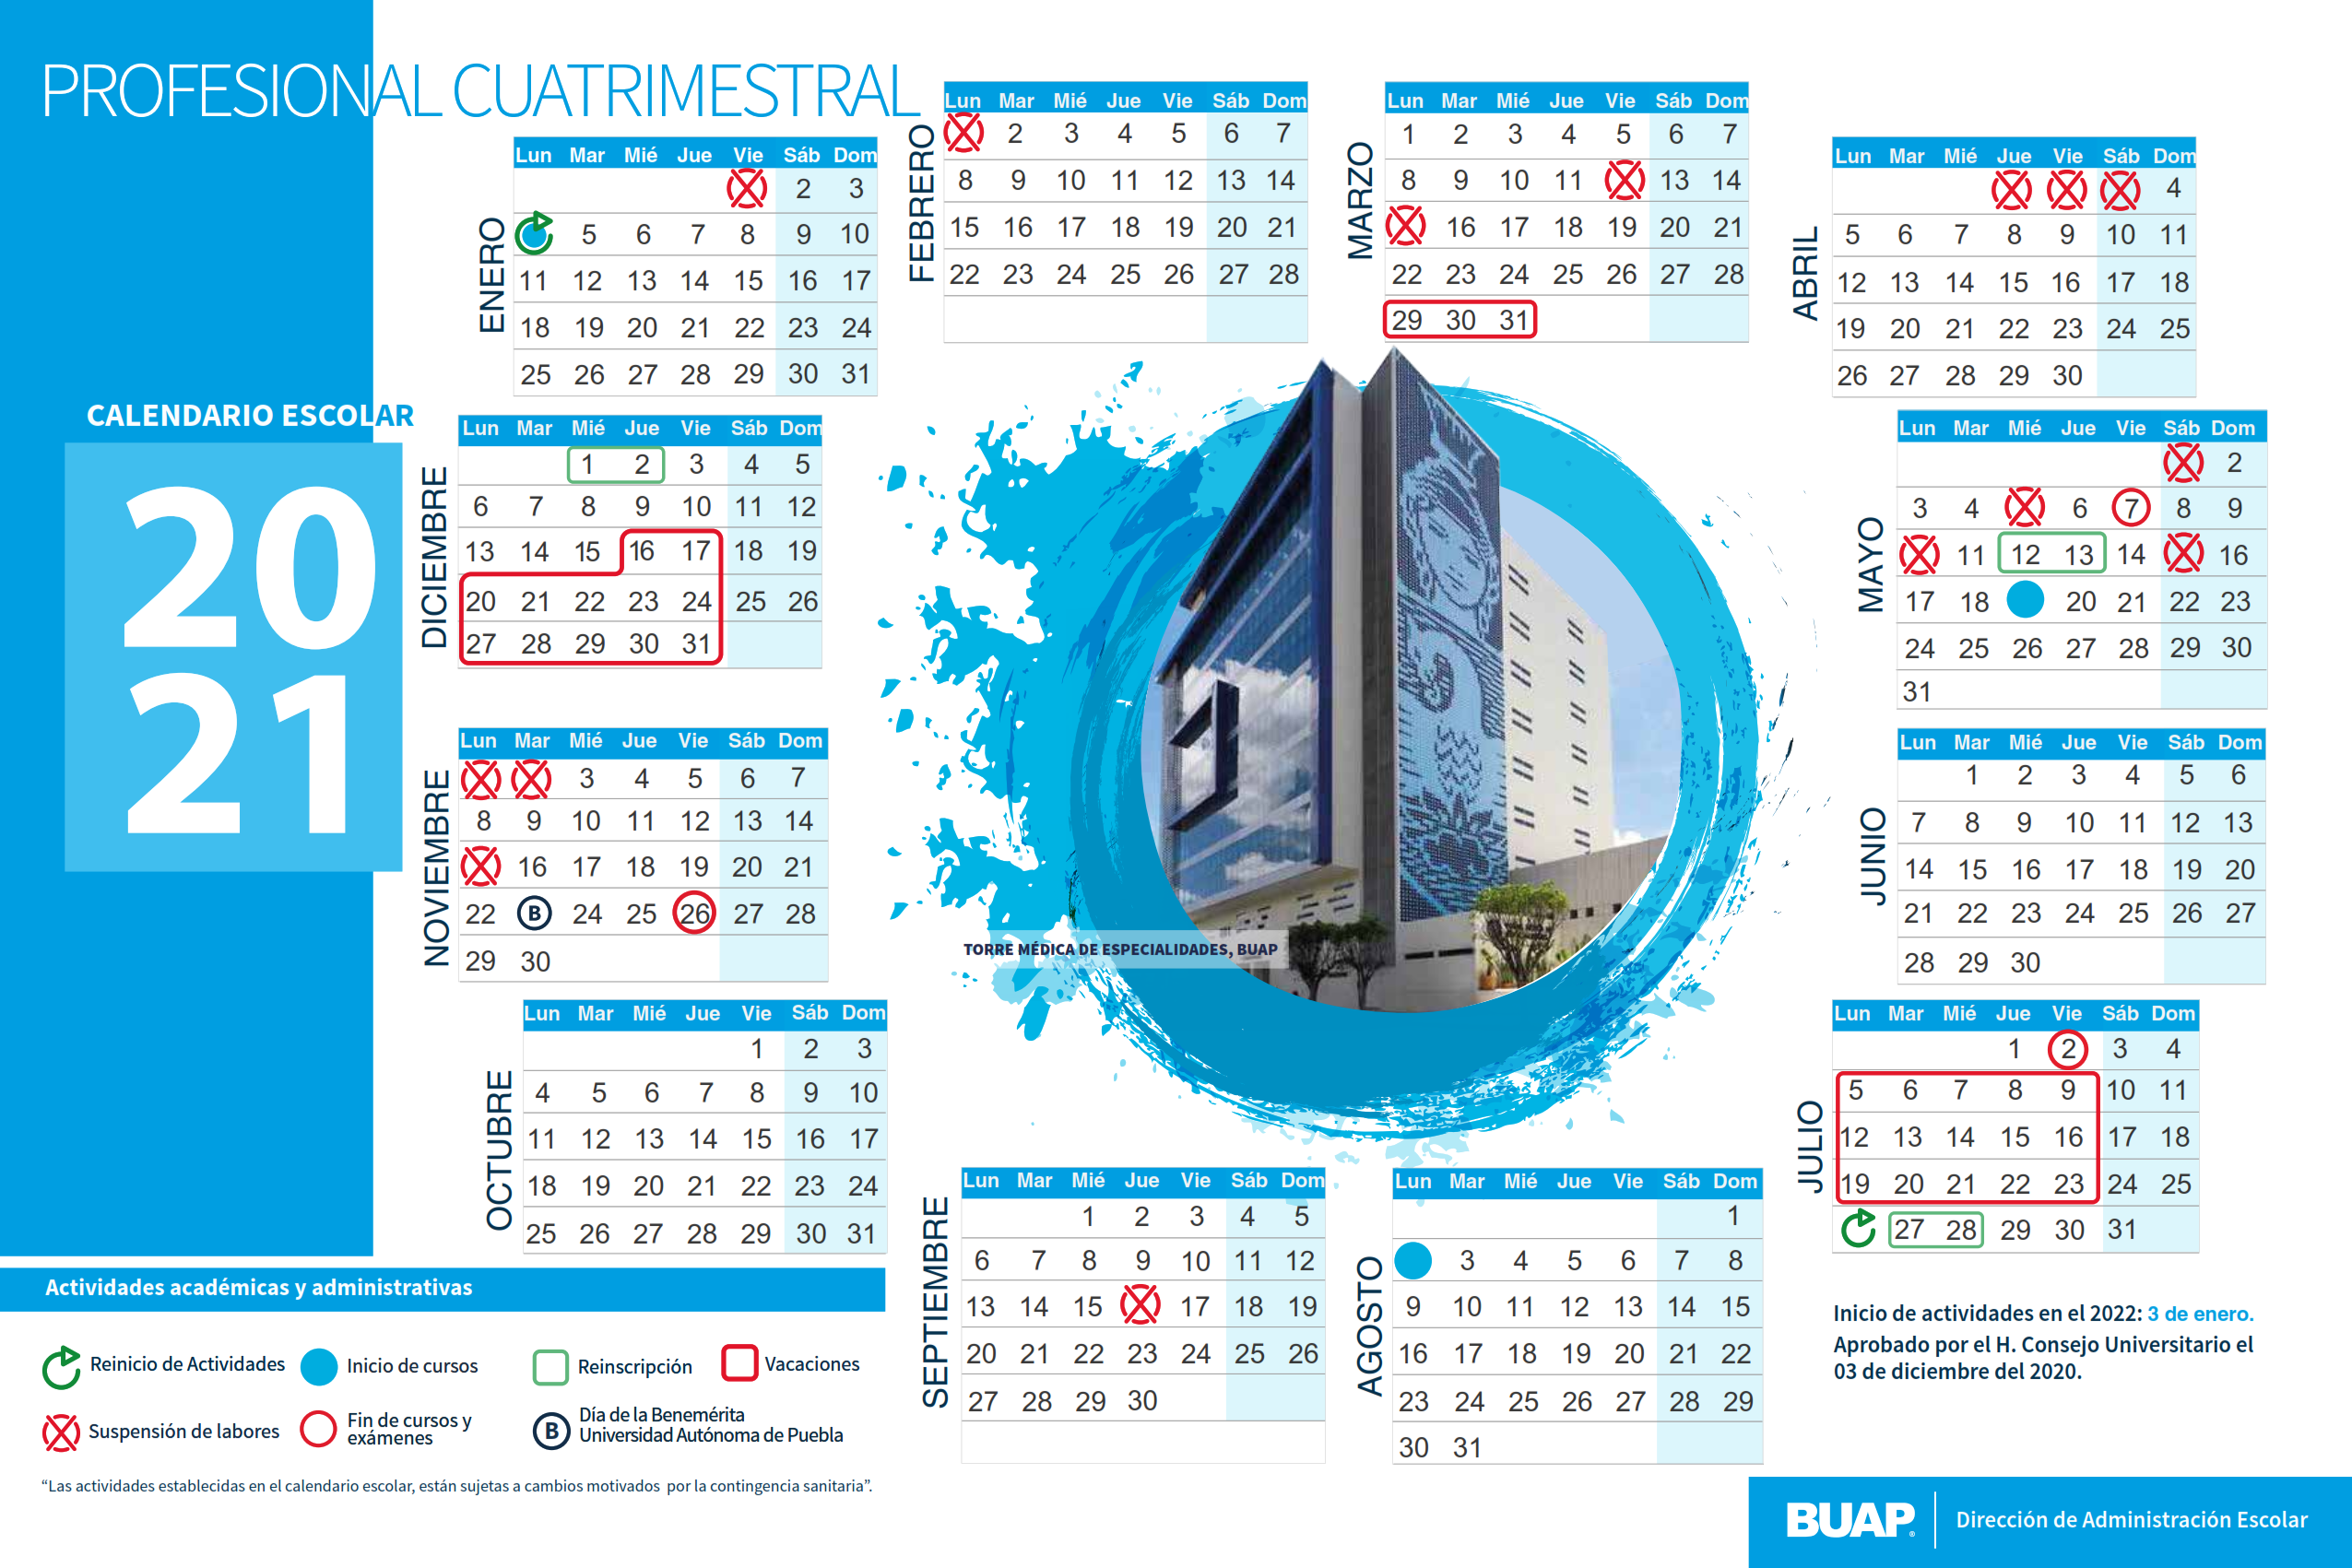 PROFESIONAL CUATRIMESTRAL
CALENDARIO ESCOLAR
20
21
ENERO
Lun Mar Mié Jue Vie Sáb Dom
2 3
5 6 7 8 9 10
11 12 13 14 15 16 17
18 19 20 21 22 23 24
25 26 27 28 29 30 31
FEBRERO
Lun Mar Mié Jue Vie Sáb Dom
2 3 4 5 6 7
8 9 10 11 12 13 14
15 16 17 18 19 20 21
22 23 24 25 26 27 28
MARZO
Lun Mar Mié Jue Vie Sáb Dom
1 2 3 4 5 6 7
8 9 10 11 13 14
16 17 18 19 20 21
22 23 24 25 26 27 28
29 30 31
ABRIL
Lun Mar Mié Jue Vie Sáb Dom
4
5 6 7 8 9 10 11
12 13 14 15 16 17 18
19 20 21 22 23 24 25
26 27 28 29 30
MAYO
Lun Mar Mié Jue Vie Sáb Dom
2
3 4 6 7 8 9
11 12 13 14 16
17 18 20 21 22 23
24 25 26 27 28 29 30
31
JUNIO
Lun Mar Mié Jue Vie Sáb Dom
1 2 3 4 5 6
7 8 9 10 11 12 13
14 15 16 17 18 19 20
21 22 23 24 25 26 27
28 29 30
JULIO
Lun Mar Mié Jue Vie Sáb Dom
1 2 3 4
5 6 7 8 9 10 11
12 13 14 15 16 17 18
19 20 21 22 23 24 25
27 28 29 30 31
AGOSTO
Lun Mar Mié Jue Vie Sáb Dom
1
3 4 5 6 7 8
9 10 11 12 13 14 15
16 17 18 19 20 21 22
23 24 25 26 27 28 29
30 31
SEPTIEMBRE
Lun Mar Mié Jue Vie Sáb Dom
1 2 3 4 5
6 7 8 9 10 11 12
13 14 15 17 18 19
20 21 22 23 24 25 26
27 28 29 30
OCTUBRE
Lun Mar Mié Jue Vie Sáb Dom
1 2 3
4 5 6 7 8 9 10
11 12 13 14 15 16 17
18 19 20 21 22 23 24
25 26 27 28 29 30 31
NOVIEMBRE
Lun Mar Mié Jue Vie Sáb Dom
3 4 5 6 7
8 9 10 11 12 13 14
16 17 18 19 20 21
22 B 24 25 26 27 28
29 30
DICIEMBRE
Lun Mar Mié Jue Vie Sáb Dom
1 2 3 4 5
6 7 8 9 10 11 12
13 14 15 16 17 18 19
20 21 22 23 24 25 26
27 28 29 30 31
TORRE MÉDICA DE ESPECIALIDADES, BUAP
Actividades académicas y administrativas
Reinicio de Actividades
Inicio de cursos
Reinscripción
Vacaciones
Suspensión de labores
Fin de cursos y
exámenes
B
Día de la Benemérita
Universidad Autónoma de Puebla
“Las actividades establecidas en el calendario escolar, están sujetas a cambios motivados por la contingencia sanitaria”.
Inicio de actividades en el 2022: 3 de enero.
Aprobado por el H. Consejo Universitario el
03 de diciembre del 2020.
BUAP®
Dirección de Administración Escolar